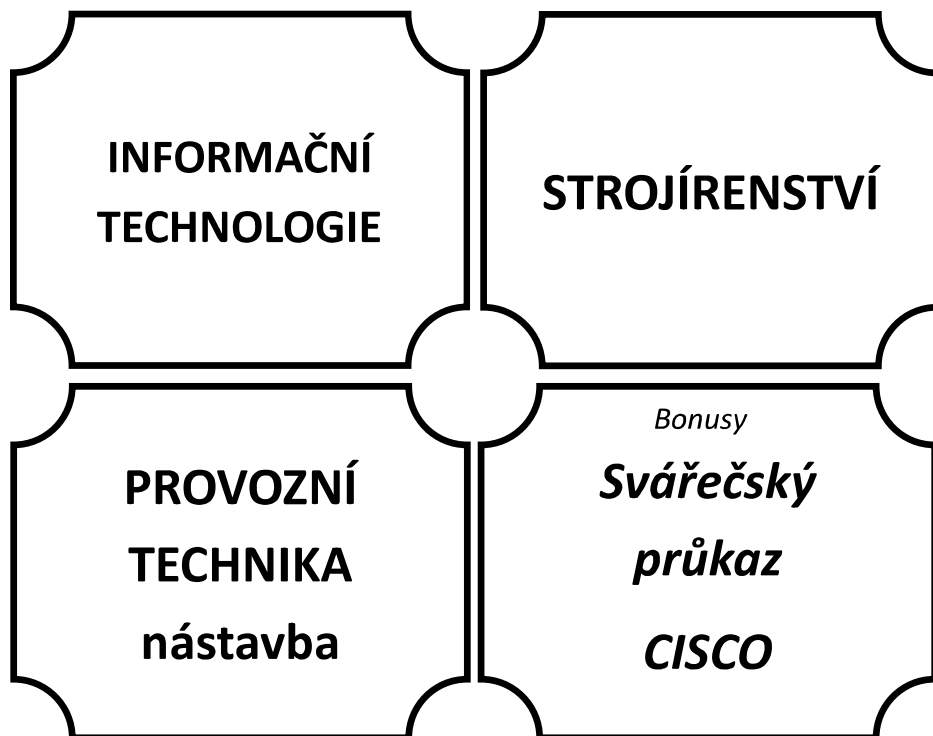 INFORMAČNÍ
TECHNOLOGIE
STROJÍRENSTVÍ
PROVOZNÍ
TECHNIKA
nástavba
Bonusy
Svářečský
průkaz
CISCO